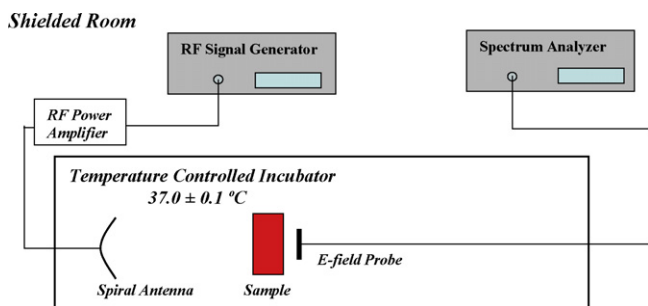 Shielded Room
RF Signal Generator
Spectrum Analyzer
RF Power
Amplifier
Temperature Controlled Incubator
37.0 ± 0.1 ºC
E-field Probe
Spiral Antenna
Sample